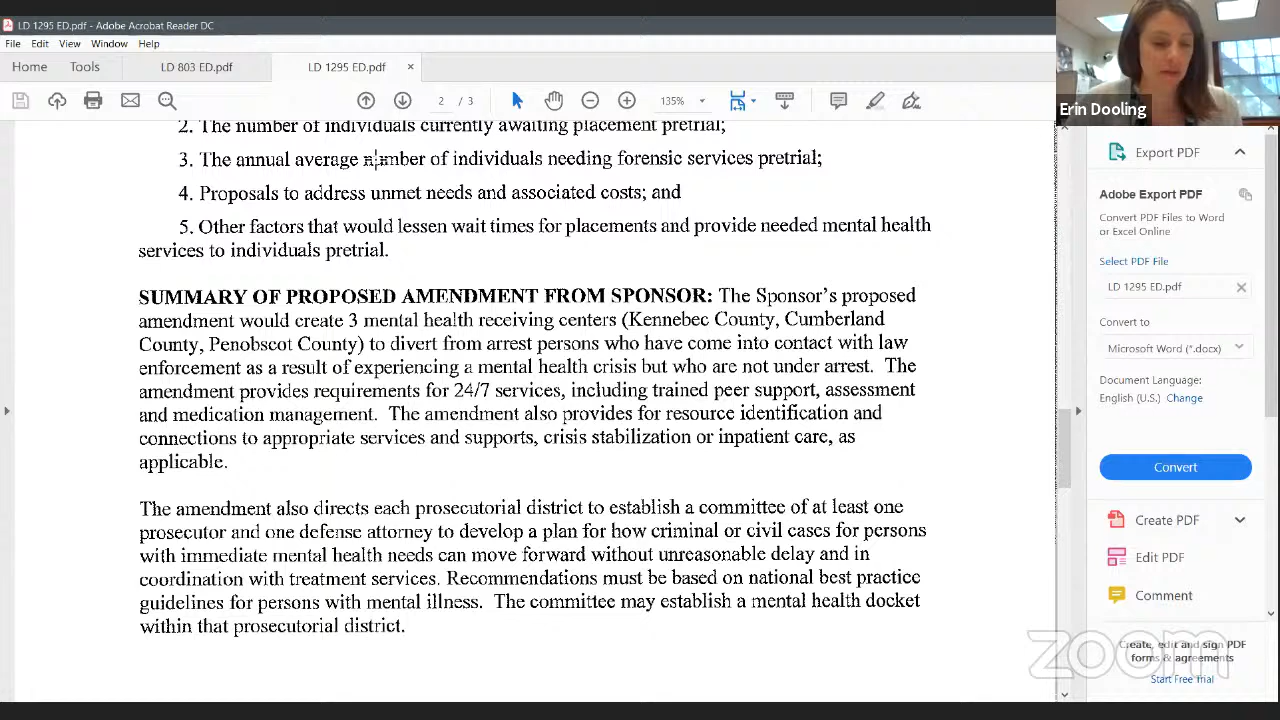 LD 1295 ED.pdf - Adobe Acrobat Reader DC
File Edit View Window Help
Home Tools LD 803 ED.pdf LD 1295 ED.pdf ×
2 / 3 135%
2. The number of individuals currently awaiting placement pretrial;
3. The annual average number of individuals needing forensic services pretrial;
4. Proposals to address unmet needs and associated costs; and
5. Other factors that would lessen wait times for placements and provide needed mental health
services to individuals pretrial.
SUMMARY OF PROPOSED AMENDMENT FROM SPONSOR: The Sponsor's proposed
amendment would create 3 mental health receiving centers (Kennebec County, Cumberland
County, Penobscot County) to divert from arrest persons who have come into contact with law
enforcement as a result of experiencing a mental health crisis but who are not under arrest. The
amendment provides requirements for 24/7 services, including trained peer support, assessment
and medication management. The amendment also provides for resource identification and
connections to appropriate services and supports, crisis stabilization or inpatient care, as
applicable.
The amendment also directs each prosecutorial district to establish a committee of at least one
prosecutor and one defense attorney to develop a plan for how criminal or civil cases for persons
with immediate mental health needs can move forward without unreasonable delay and in
coordination with treatment services. Recommendations must be based on national best practice
guidelines for persons with mental illness. The committee may establish a mental health docket
within that prosecutorial district.
Erin Dooling
Export PDF
Adobe Export PDF
Convert PDF Files to Word
or Excel Online
Select PDF File
LD 1295 ED.pdf ×
Convert to
Microsoft Word (*.docx)
Document Language:
English (U.S.) Change
Convert
Create PDF
Edit PDF
Comment
Create, edit and sign PDF
forms & agreements
Start Free Trial
zoom